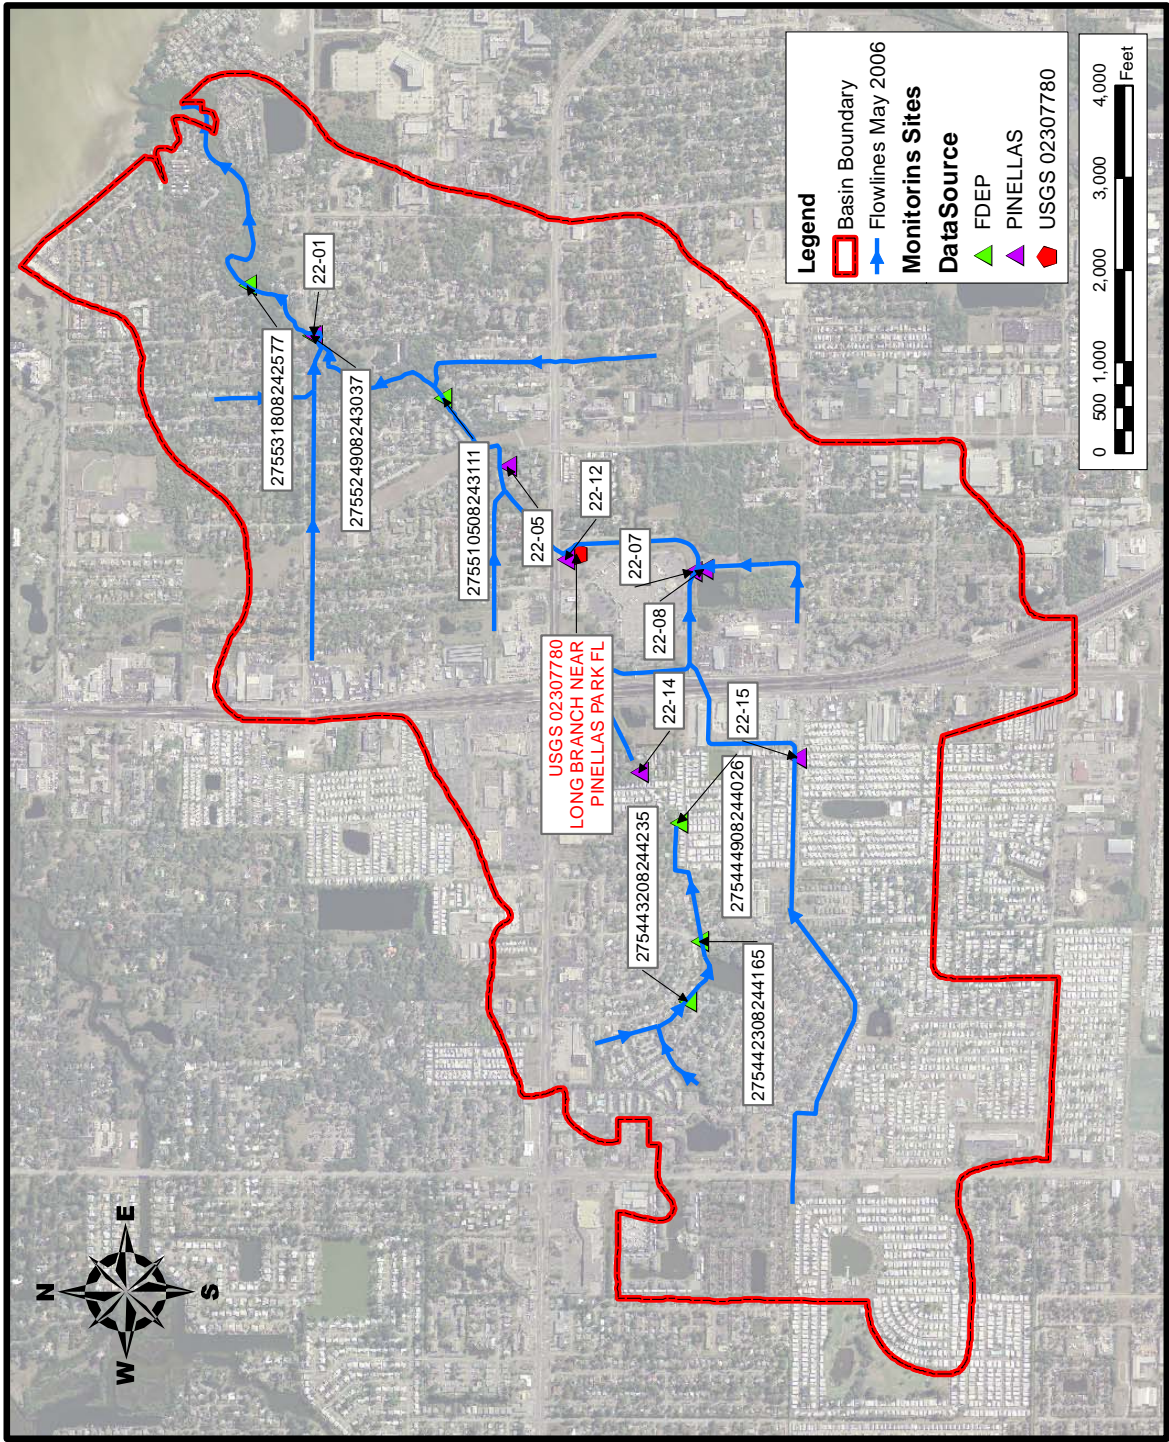 N
W
E
S
275531808242577
22-01
275524908243037
275510508243111
22-05
22-12
USGS 02307780
LONG BRANCH NEAR
PINELLAS PARK FL
22-07
275443208244235
22-08
22-14
275444908244026
22-15
275442308244165
Legend
Basin Boundary
Flowlines May 2006
Monitorins Sites
DataSource
FDEP
PINELLAS
USGS 02307780
0 500 1,000 2,000 3,000 4,000
Feet